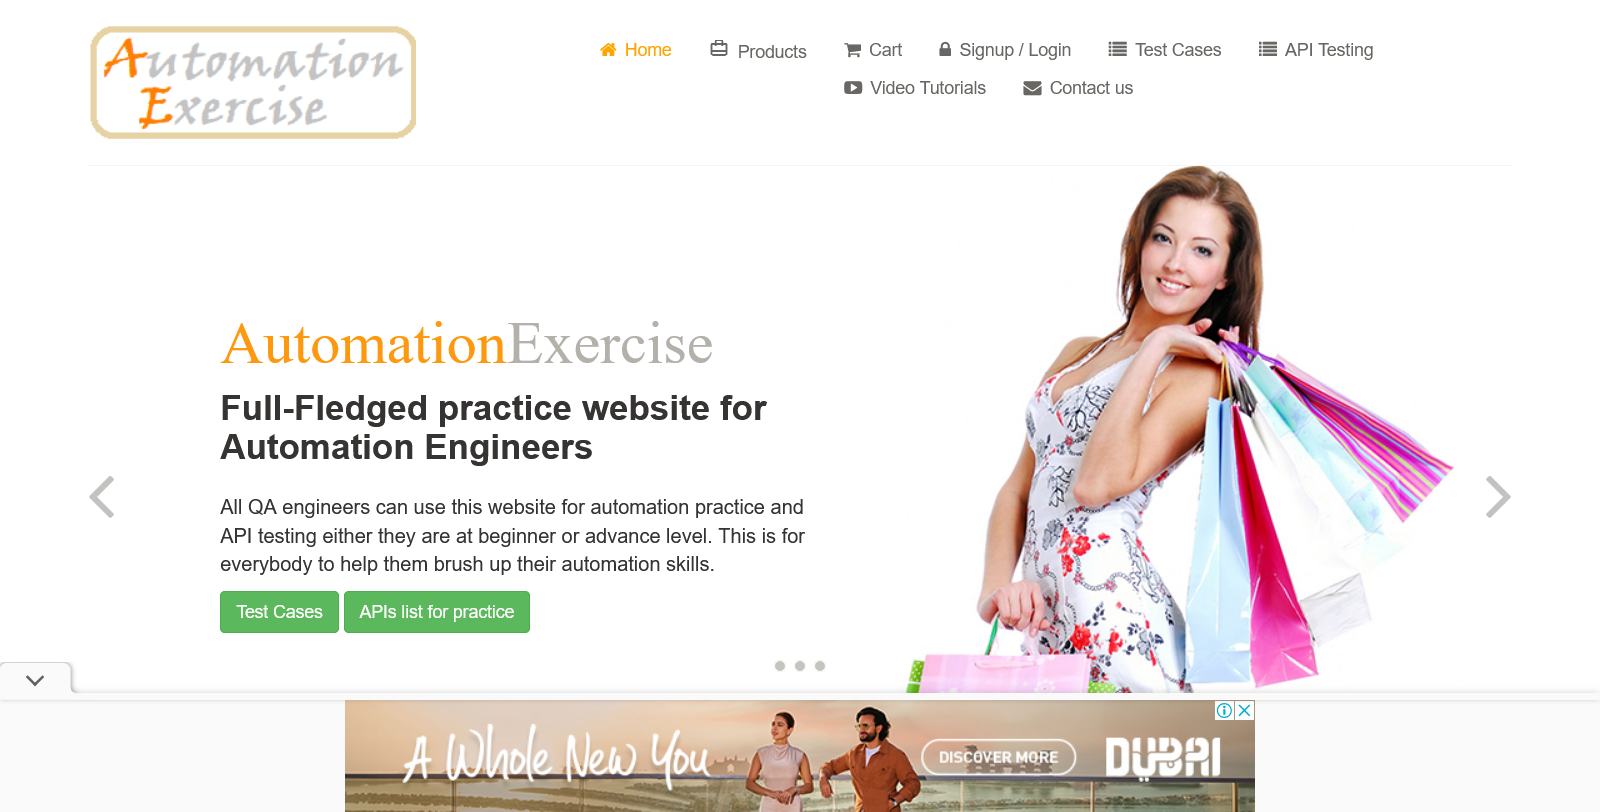 Automation
Exercise
Home
Products
Cart
Signup / Login
Test Cases
API Testing
Video Tutorials
Contact us
AutomationExercise
Full-Fledged practice website for
Automation Engineers
All QA engineers can use this website for automation practice and
API testing either they are at beginner or advance level. This is for
everybody to help them brush up their automation skills.
Test Cases
APIs list for practice
A Whole New You
DISCOVER MORE
DUBAI